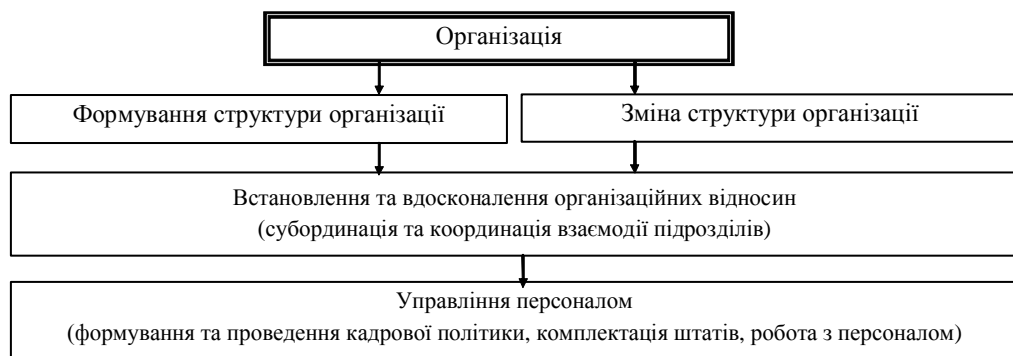 Організація
Формування структури організації
Зміна структури організації
Встановлення та вдосконалення організаційних відносин
(субординація та координація взаємодії підрозділів)
Управління персоналом
(формування та проведення кадрової політики, комплектація штатів, робота з персоналом)